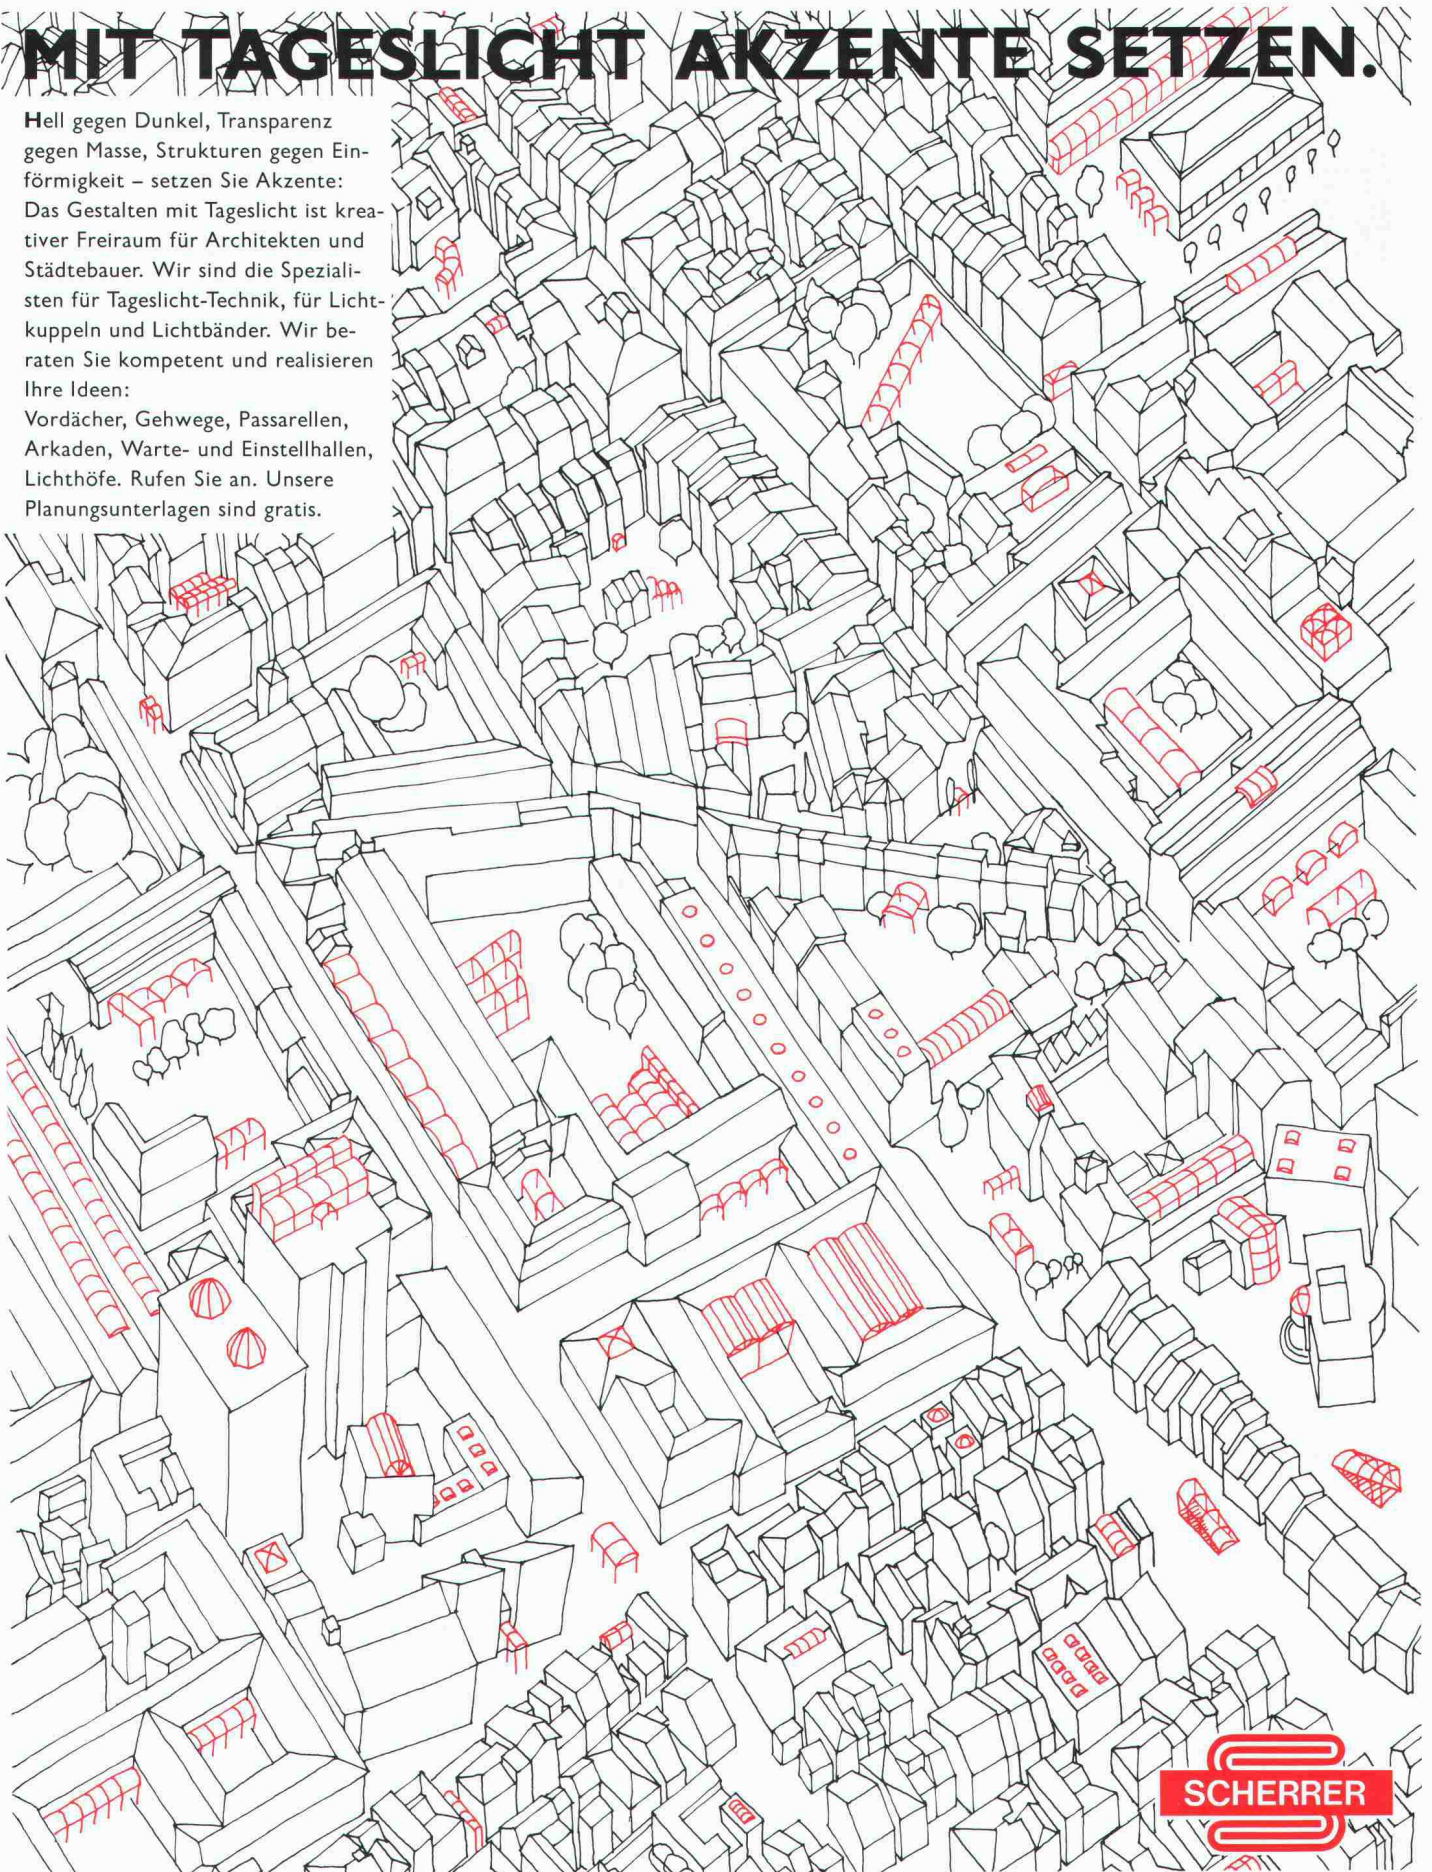 MIT TAGESLICHT AKZENTE SETZEN.
Hell gegen Dunkel, Transparenz
gegen Masse, Strukturen gegen Ein-
förmigkeit – setzen Sie Akzente:
Das Gestalten mit Tageslicht ist krea-
tiver Freiraum für Architekten und
Städtebauer. Wir sind die Speziali-
sten für Tageslicht-Technik, für Licht-
kuppeln und Lichtbänder. Wir be-
raten Sie kompetent und realisieren
Ihre Ideen:
Vordächer, Gehwege, Passarellen,
Arkaden, Warte- und Einstellhallen,
Lichthöfe. Rufen Sie an. Unsere
Planungsunterlagen sind gratis.
SCHERRER